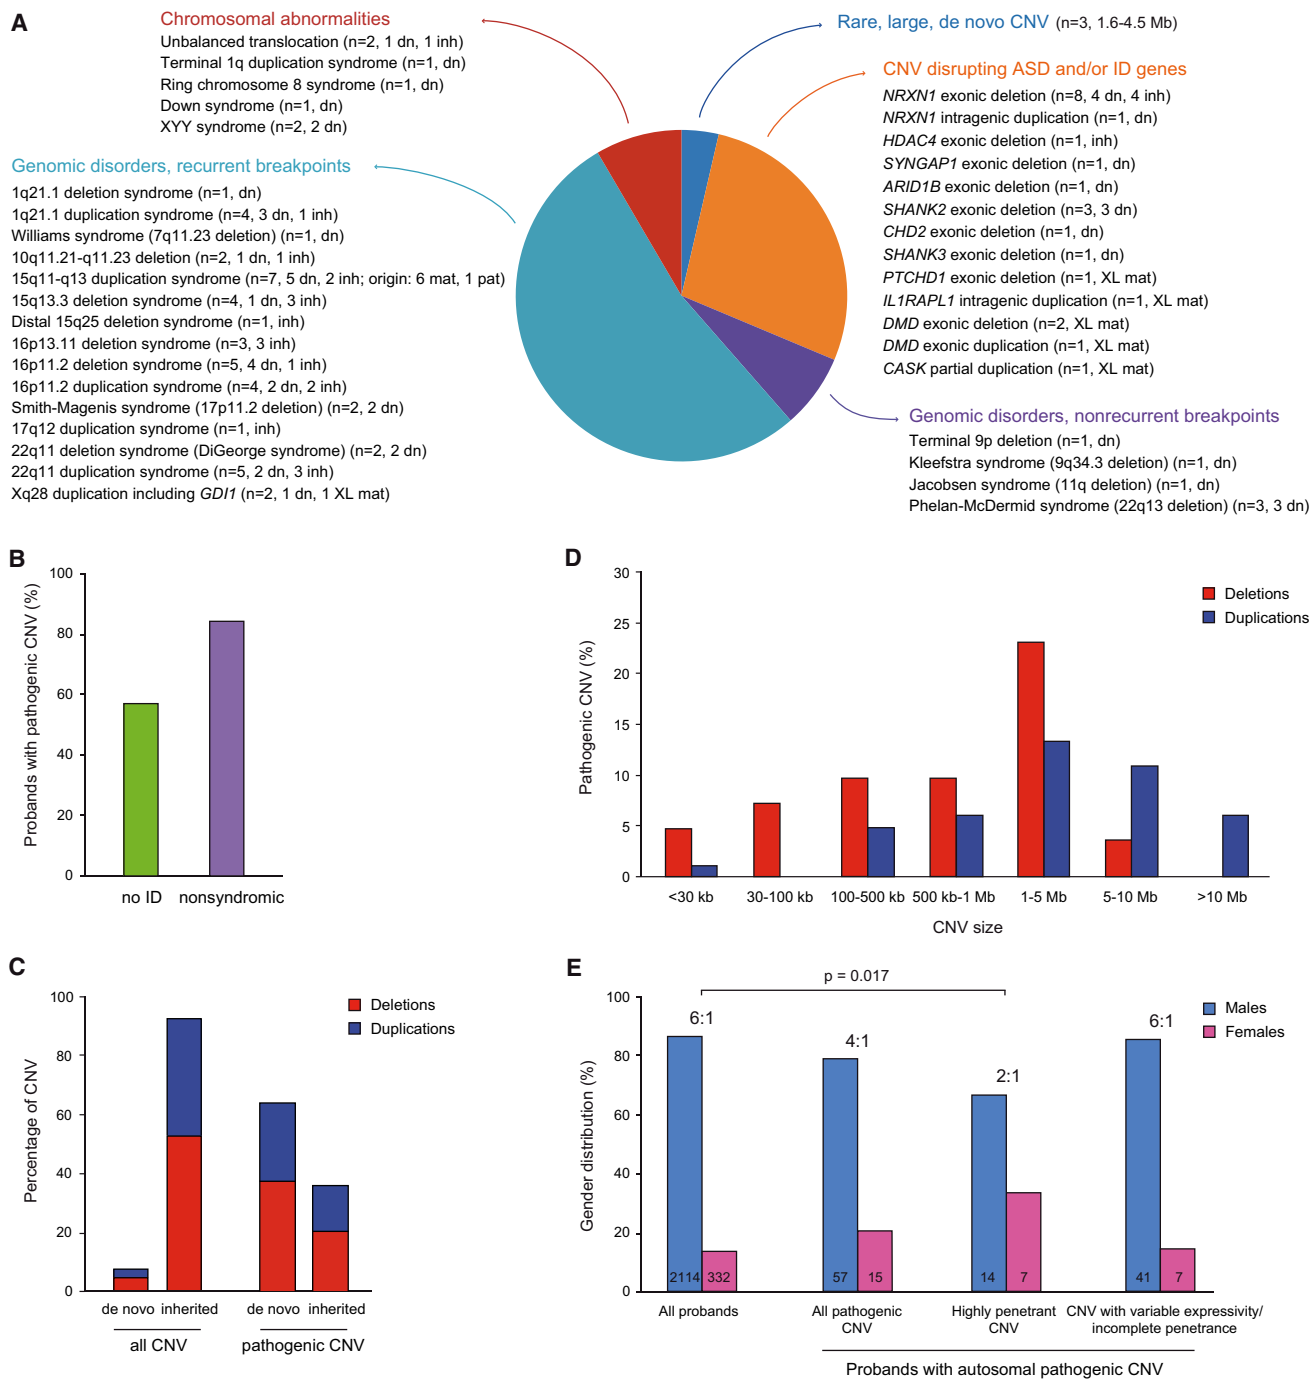 A
Chromosomal abnormalities
Unbalanced translocation (n=2, 1 dn, 1 inh)
Terminal 1q duplication syndrome (n=1, dn)
Ring chromosome 8 syndrome (n=1, dn)
Down syndrome (n=1, dn)
XYY syndrome (n=2, 2 dn)
Genomic disorders, recurrent breakpoints
1q21.1 deletion syndrome (n=1, dn)
1q21.1 duplication syndrome (n=4, 3 dn, 1 inh)
Williams syndrome (7q11.23 deletion) (n=1, dn)
10q11.21-q11.23 deletion (n=2, 1 dn, 1 inh)
15q11-q13 duplication syndrome (n=7, 5 dn, 2 inh; origin: 6 mat, 1 pat)
15q13.3 deletion syndrome (n=4, 1 dn, 3 inh)
Distal 15q25 deletion syndrome (n=1, inh)
16p13.11 deletion syndrome (n=3, 3 inh)
16p11.2 deletion syndrome (n=5, 4 dn, 1 inh)
16p11.2 duplication syndrome (n=4, 2 dn, 2 inh)
Smith-Magenis syndrome (17p11.2 deletion) (n=2, 2 dn)
17q12 duplication syndrome (n=1, inh)
22q11 deletion syndrome (DiGeorge syndrome) (n=2, 2 dn)
22q11 duplication syndrome (n=5, 2 dn, 3 inh)
Xq28 duplication including GDI1 (n=2, 1 dn, 1 XL mat)
Rare, large, de novo CNV (n=3, 1.6-4.5 Mb)
CNV disrupting ASD and/or ID genes
NRXN1 exonic deletion (n=8, 4 dn, 4 inh)
NRXN1 intragenic duplication (n=1, dn)
HDAC4 exonic deletion (n=1, inh)
SYNGAP1 exonic deletion (n=1, dn)
ARID1B exonic deletion (n=1, dn)
SHANK2 exonic deletion (n=3, 3 dn)
CHD2 exonic deletion (n=1, dn)
SHANK3 exonic deletion (n=1, dn)
PTCHD1 exonic deletion (n=1, XL mat)
IL1RAPL1 intragenic duplication (n=1, XL mat)
DMD exonic deletion (n=2, XL mat)
DMD exonic duplication (n=1, XL mat)
CASK partial duplication (n=1, XL mat)
Genomic disorders, nonrecurrent breakpoints
Terminal 9p deletion (n=1, dn)
Kleefstra syndrome (9q34.3 deletion) (n=1, dn)
Jacobsen syndrome (11q deletion) (n=1, dn)
Phelan-McDermid syndrome (22q13 deletion) (n=3, 3 dn)
B
Probands with pathogenic CNV (%)
100
80
60
40
20
0
no ID nonsyndromic
D
Pathogenic CNV (%)
30
25
20
15
10
5
0
Deletions
Duplications
<30 kb 30-100 kb 100-500 kb 500 kb-1 Mb 1-5 Mb 5-10 Mb >10 Mb
CNV size
C
Percentage of CNV
100
80
60
40
20
0
Deletions
Duplications
de novo inherited de novo inherited
all CNV pathogenic CNV
E
Gender distribution (%)
100
80
60
40
20
0
p = 0.017
6:1
4:1
2:1
6:1
Males
Females
2114 332 57 15 14 7 41 7
All probands All pathogenic Highly penetrant CNV with variable expressivity/
CNV CNV incomplete penetrance
Probands with autosomal pathogenic CNV